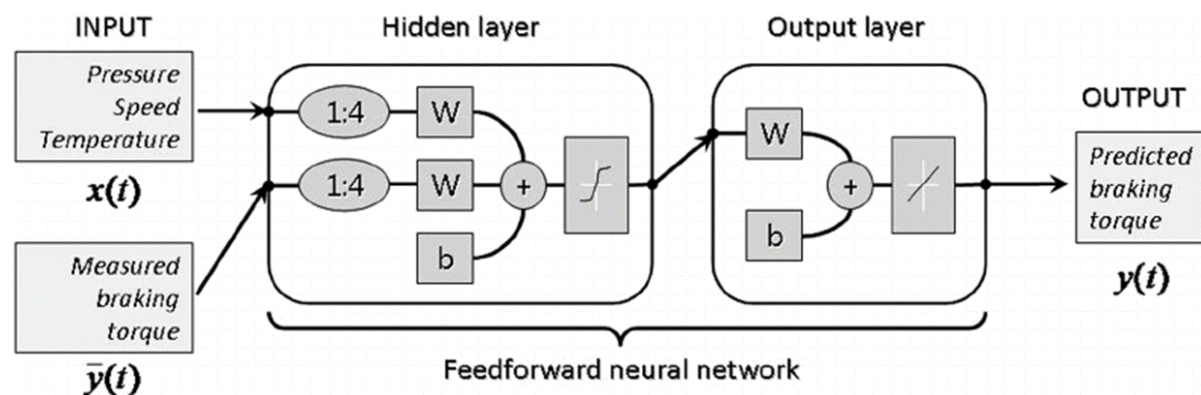 INPUT
Pressure
Speed
Temperature
x(t)
Measured
braking
torque
ȳ(t)
Hidden layer
1:4
W
1:4
W
b
+
Output layer
W
b
+
OUTPUT
Predicted
braking
torque
y(t)
Feedforward neural network